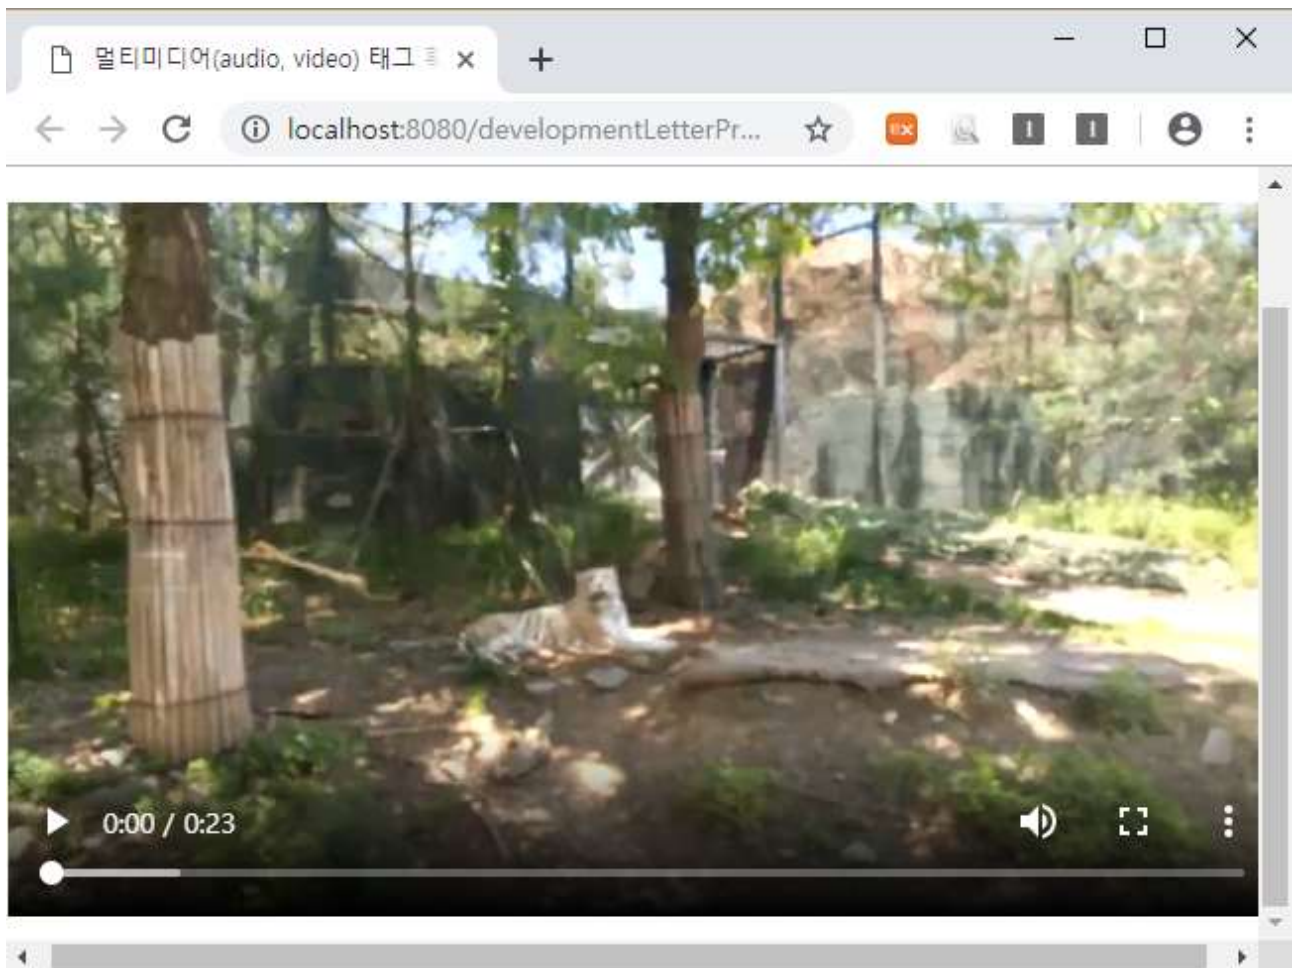 멀티미디어(audio, video) 태그
localhost:8080/developmentLetterPr...
0:00 / 0:23